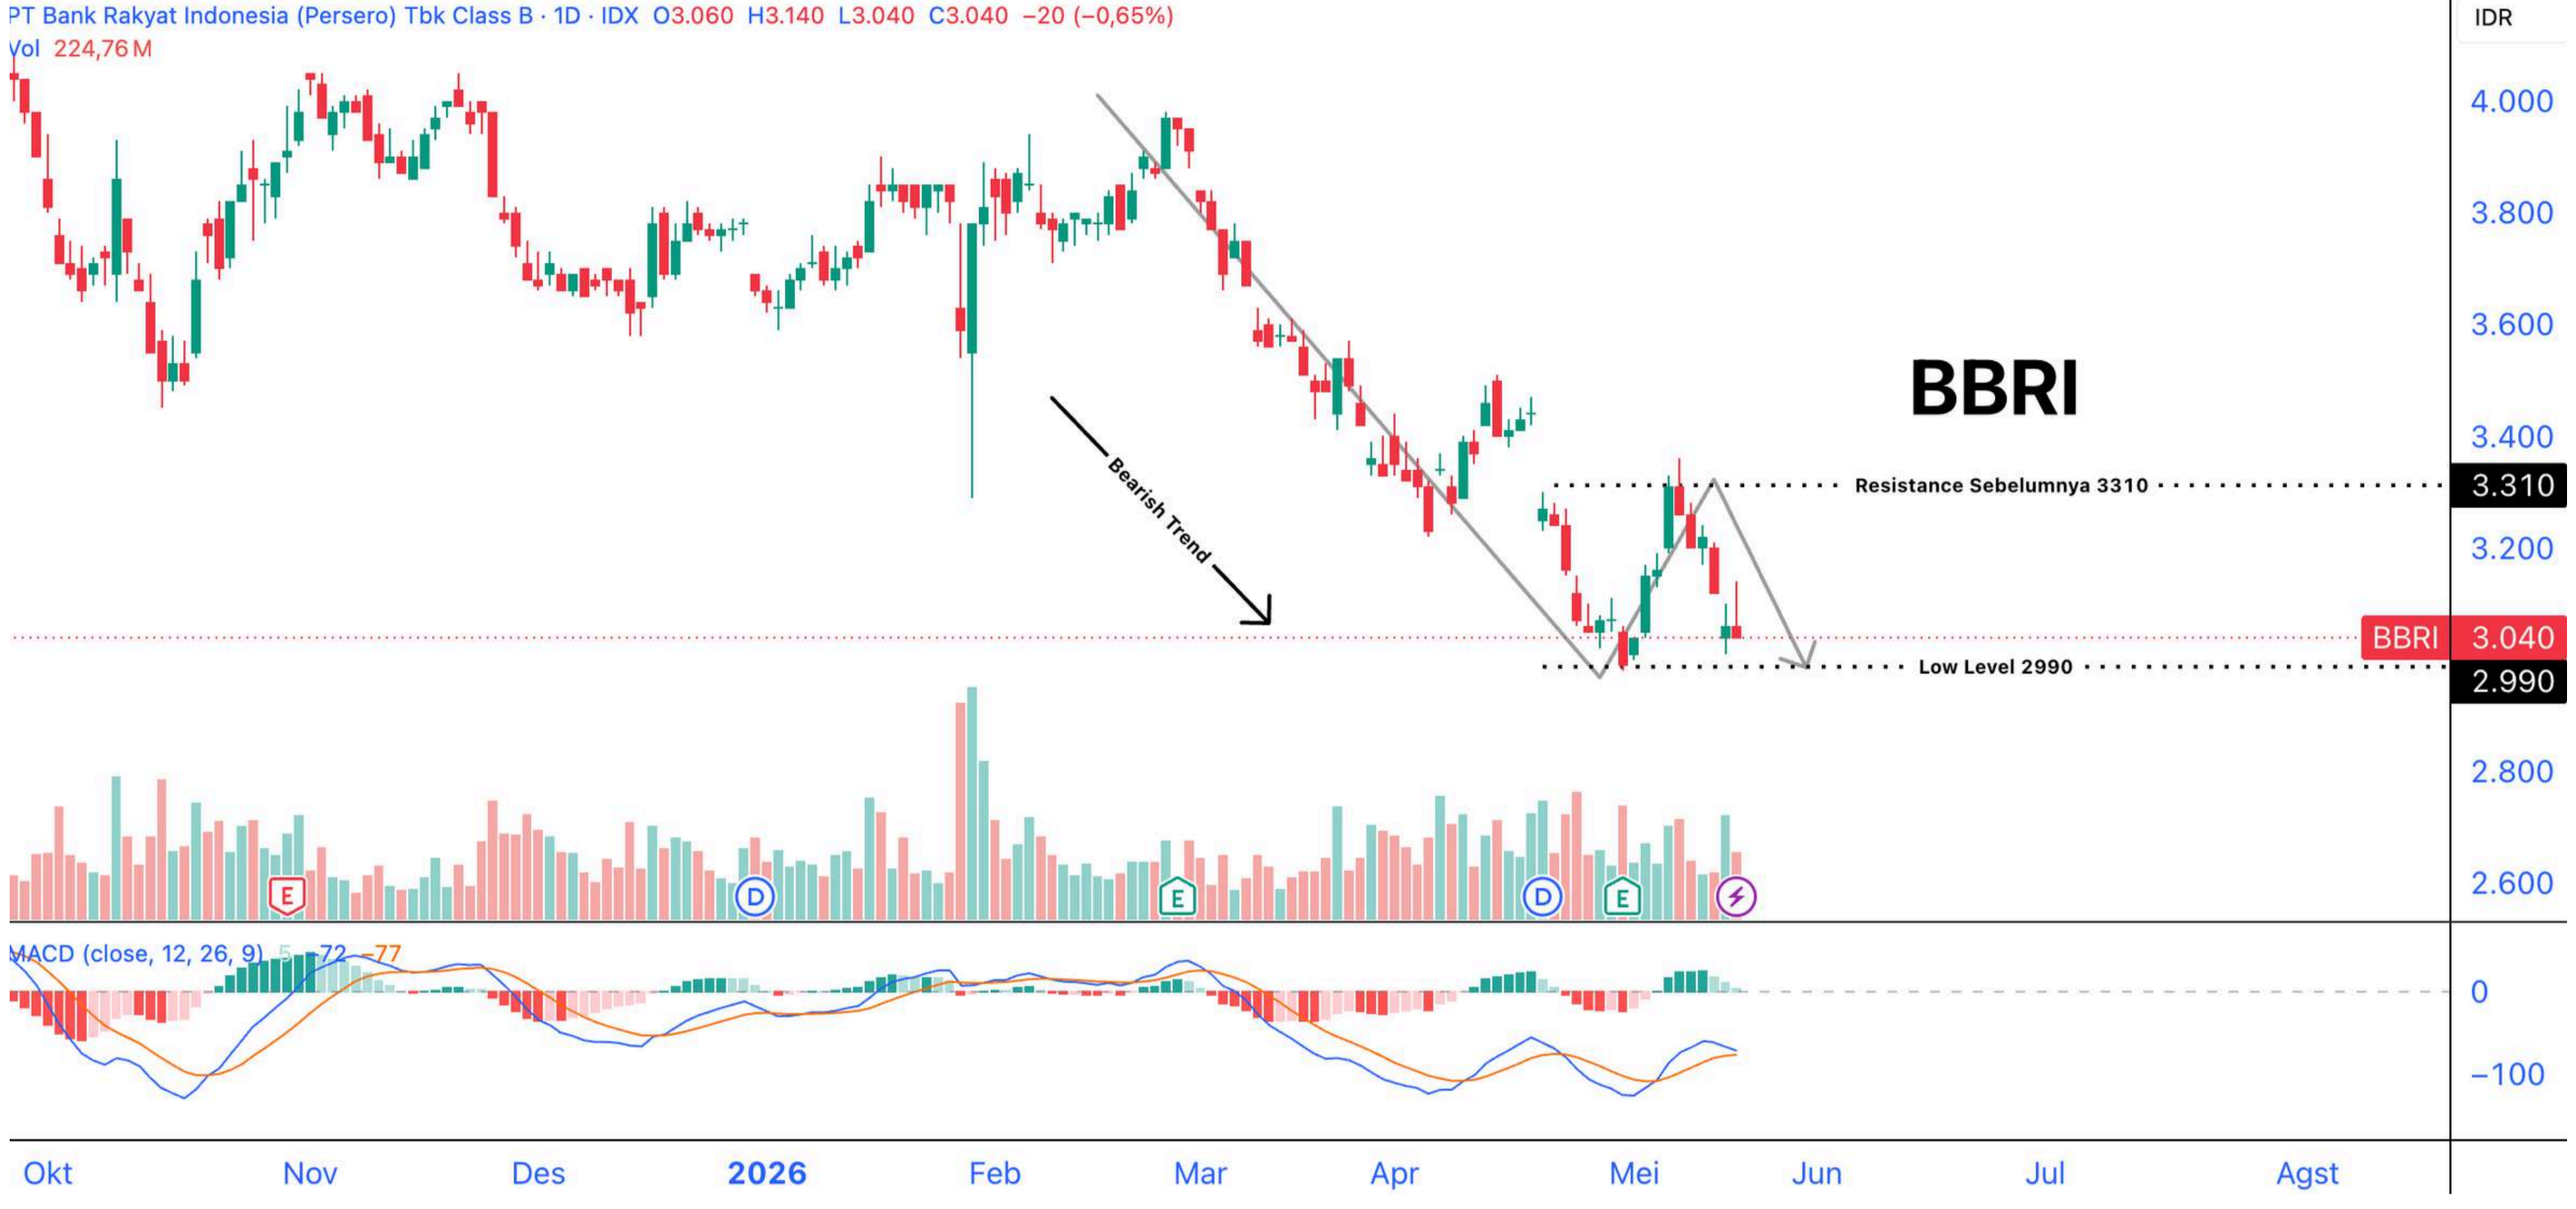 PT Bank Rakyat Indonesia (Persero) Tbk Class B · 1D · IDX O3.060 H3.140 L3.040 C3.040 −20 (−0,65%)
IDR
Vol 224,76 M
4.000
3.800
3.600
BBRI
3.400
Resistance Sebelumnya 3310
3.310
Bearish Trend
3.200
BBRI 3.040
Low Level 2990
2.990
2.800
2.600
E
D
E
D
E
MACD (close, 12, 26, 9) 5 −72 −77
0
−100
Okt Nov Des 2026 Feb Mar Apr Mei Jun Jul Agst